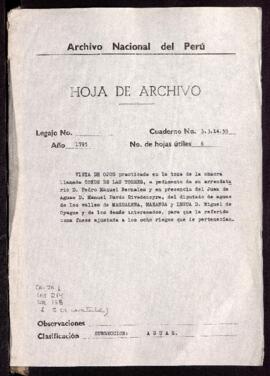 Archivo Nacional del Perú
HOJA DE ARCHIVO
Legajo No. Cuaderno No. 3.3.14.55
Año 1795 No. de hojas útiles 6
VISTA DE OJOS practicada en la toma de la chacra
llamada CONDE DE LAS TORRES, a pedimento de su arrendata
rio D. Pedro Manuel Bernales y en presencia del Juez de
Aguas D. Manuel Pardo Rivadeneyra, del diputado de aguas
de los valles de MAGDALENA, MARANGA y LEGUA D. Miguel de
Oyague y de los demás interesados, para que la referida
toma fuese ajustada a los ocho riegos que le pertenecían.
Observaciones
Clasificación SUBSECCION: AGUAS.